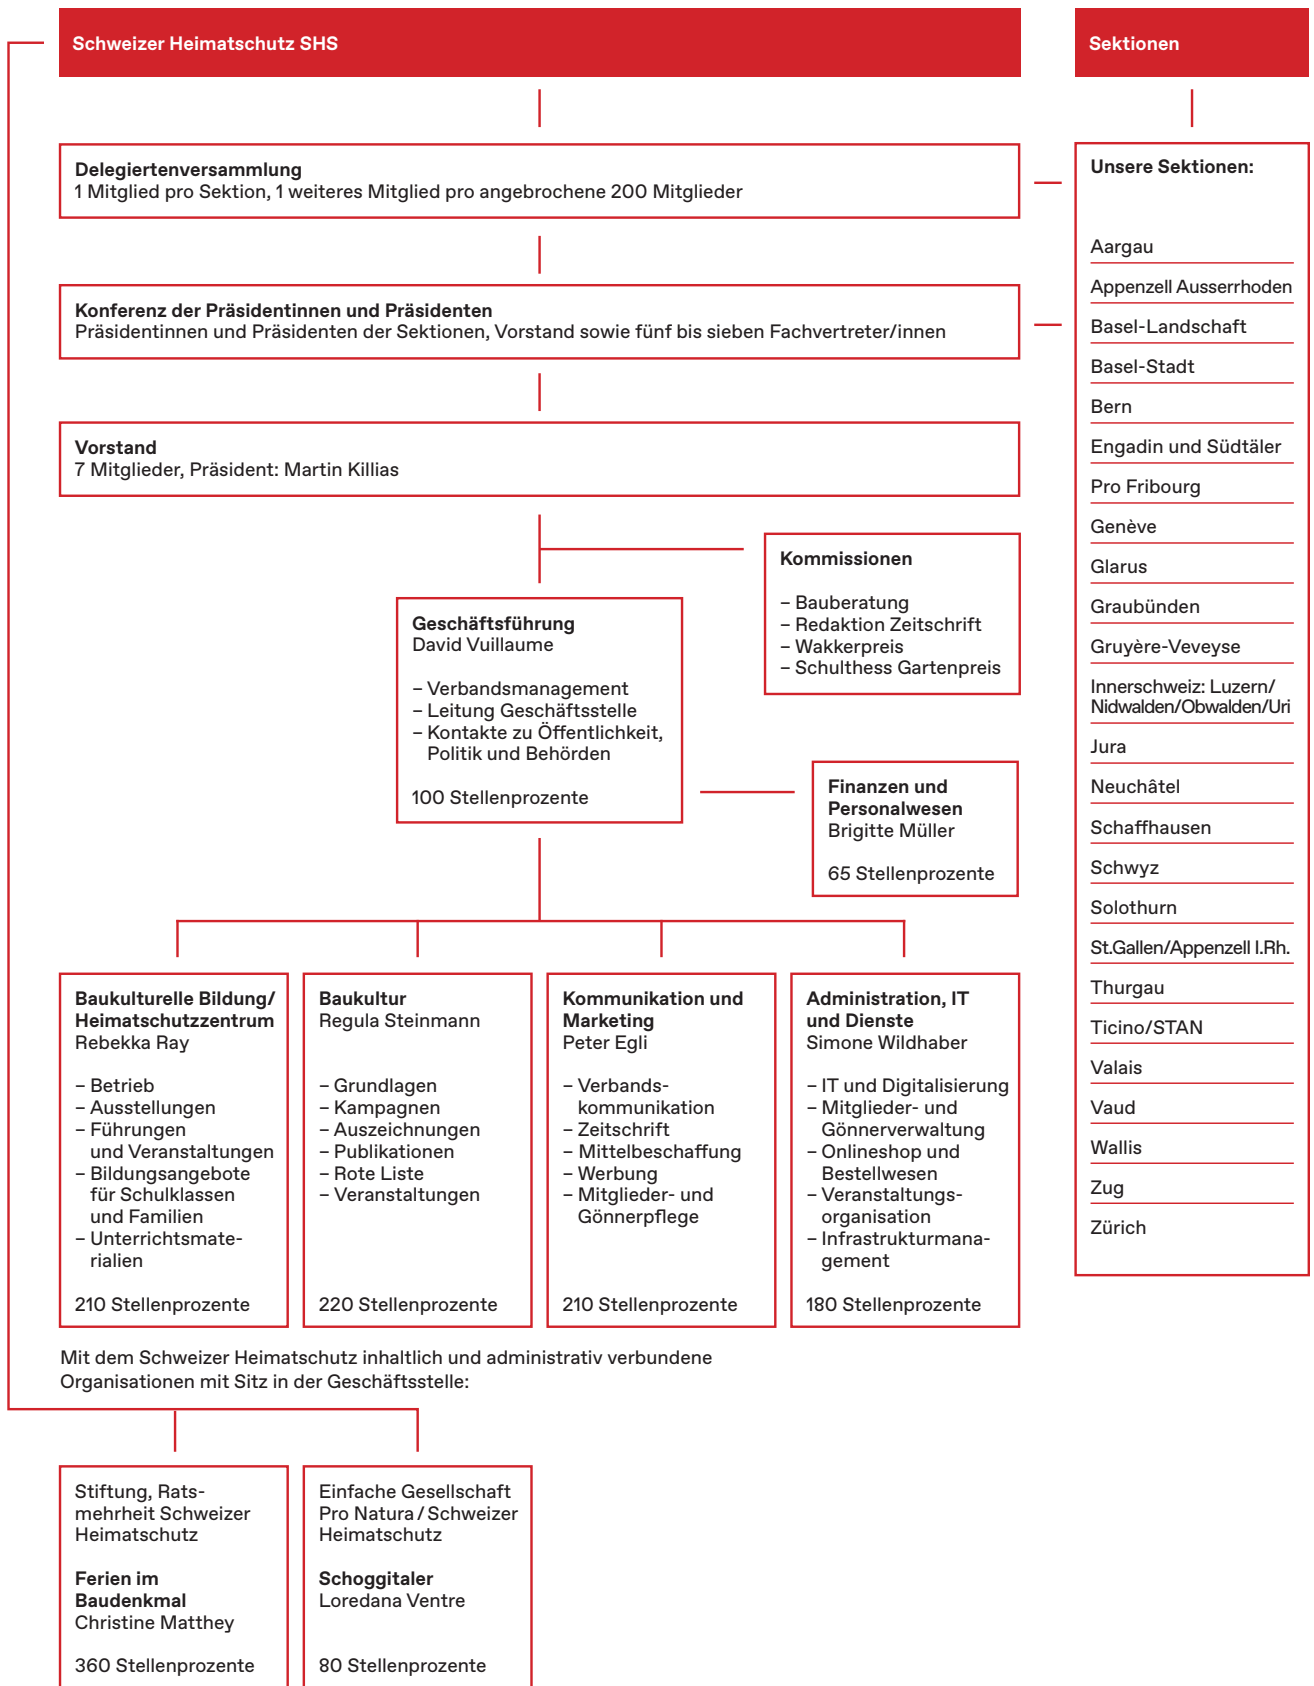 Schweizer Heimatschutz SHS
Delegiertenversammlung
1 Mitglied pro Sektion, 1 weiteres Mitglied pro angebrochene 200 Mitglieder
Konferenz der Präsidentinnen und Präsidenten
Präsidentinnen und Präsidenten der Sektionen, Vorstand sowie fünf bis sieben Fachvertreter/innen
Vorstand
7 Mitglieder, Präsident: Martin Killias
Kommissionen
– Bauberatung
– Redaktion Zeitschrift
– Wakkerpreis
– Schulthess Gartenpreis
Geschäftsführung
David Vuillaume
– Verbandsmanagement
– Leitung Geschäftsstelle
– Kontakte zu Öffentlichkeit,
Politik und Behörden
100 Stellenprozente
Finanzen und
Personalwesen
Brigitte Müller
65 Stellenprozente
Baukulturelle Bildung/
Heimatschutzzentrum
Rebekka Ray
– Betrieb
– Ausstellungen
– Führungen
und Veranstaltungen
– Bildungsangebote
für Schulklassen
und Familien
– Unterrichtsmate-
rialien
210 Stellenprozente
Baukultur
Regula Steinmann
– Grundlagen
– Kampagnen
– Auszeichnungen
– Publikationen
– Rote Liste
– Veranstaltungen
220 Stellenprozente
Kommunikation und
Marketing
Peter Egli
– Verbands-
kommunikation
– Zeitschrift
– Mittelbeschaffung
– Werbung
– Mitglieder- und
Gönnerpflege
210 Stellenprozente
Administration, IT
und Dienste
Simone Wildhaber
– IT und Digitalisierung
– Mitglieder- und
Gönnerverwaltung
– Onlineshop und
Bestellwesen
– Veranstaltungs-
organisation
– Infrastrukturmana-
gement
180 Stellenprozente
Mit dem Schweizer Heimatschutz inhaltlich und administrativ verbundene
Organisationen mit Sitz in der Geschäftsstelle:
Stiftung, Rats-
mehrheit Schweizer
Heimatschutz
Ferien im
Baudenkmal
Christine Matthey
360 Stellenprozente
Einfache Gesellschaft
Pro Natura / Schweizer
Heimatschutz
Schoggitaler
Loredana Ventre
80 Stellenprozente
Sektionen
Unsere Sektionen:
Aargau
Appenzell Ausserrhoden
Basel-Landschaft
Basel-Stadt
Bern
Engadin und Südtäler
Pro Fribourg
Genève
Glarus
Graubünden
Gruyère-Veveyse
Innerschweiz: Luzern/
Nidwalden/Obwalden/Uri
Jura
Neuchâtel
Schaffhausen
Schwyz
Solothurn
St.Gallen/Appenzell I.Rh.
Thurgau
Ticino/STAN
Valais
Vaud
Wallis
Zug
Zürich